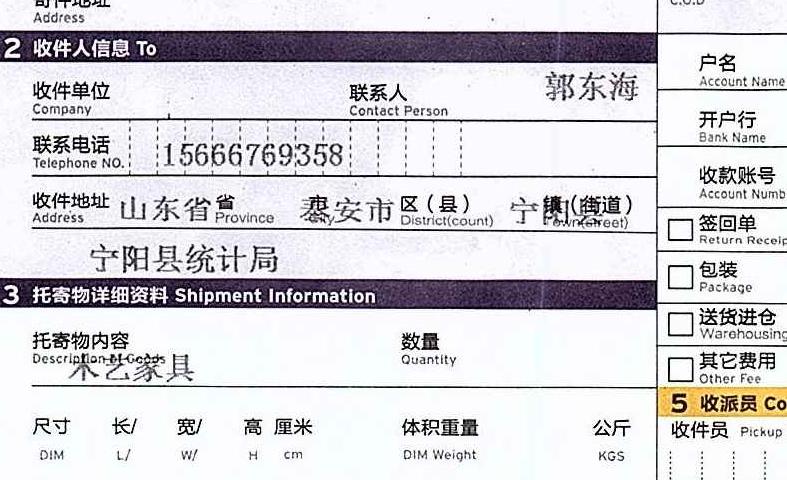 寄件地址
Address
C.O.D
2 收件人信息 To
户名
Account Name
收件单位
Company
联系人
Contact Person
郭东海
开户行
Bank Name
联系电话
Telephone NO.
15666769358
收款账号
Account Numb
收件地址
Address
山东省 省
Province
泰安市 市
City
区（县）
District(count)
宁阳县 镇（街道）
Town(street)
签回单
Return Receip
宁阳县统计局
包装
Package
3 托寄物详细资料 Shipment Information
送货进仓
Warehousing
托寄物内容
Description of Goods
木艺家具
数量
Quantity
其它费用
Other Fee
5 收派员 Co
尺寸 长/ 宽/ 高 厘米
DIM L/ W/ H cm
体积重量
DIM Weight
公斤
KGS
收件员 Pickup